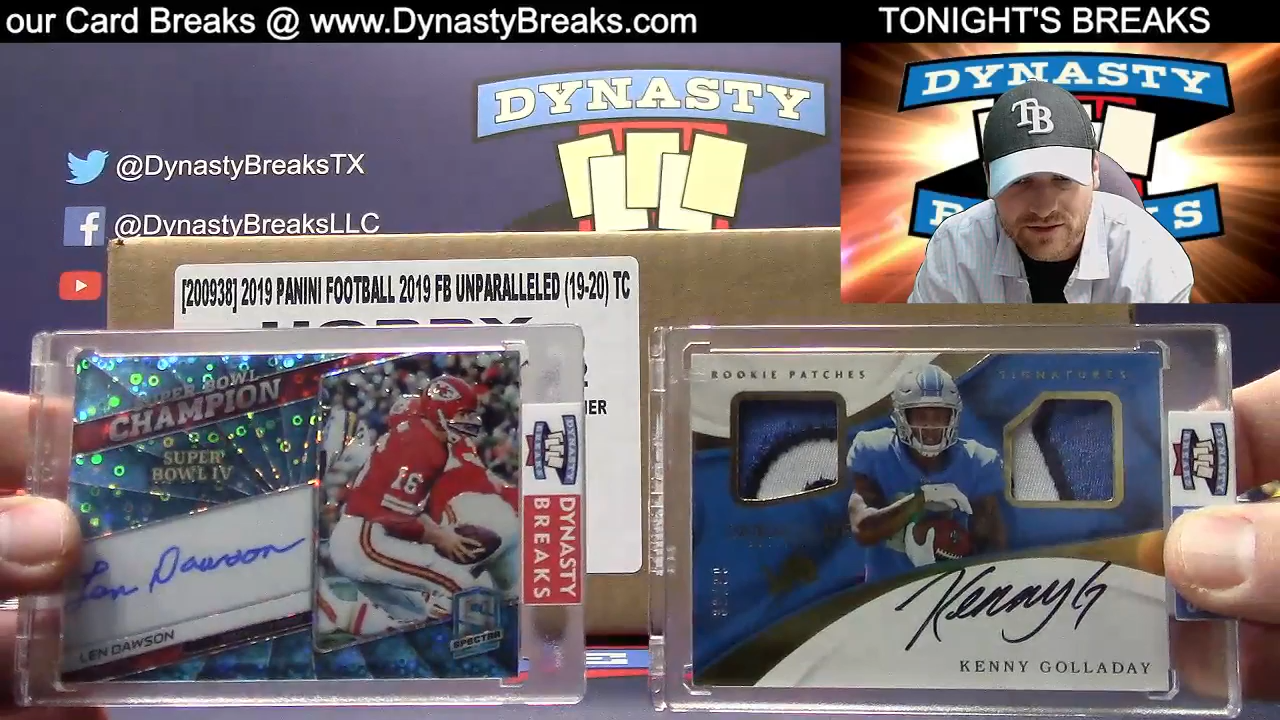 our Card Breaks @ www.DynastyBreaks.com
TONIGHT'S BREAKS
DYNASTY
DYNASTY
TB
@DynastyBreaksTX
@DynastyBreaksLLC
[200938] 2019 PANINI FOOTBALL 2019 FB UNPARALLELED (19-20) TC
SUPER BOWL
CHAMPION
SUPER
BOWL IV
16
Len Dawson
LEN DAWSON
SPECTRA
DYNASTY
BREAKS
ROOKIE PATCHES
SIGNATURES
Kenny G
KENNY GOLLADAY